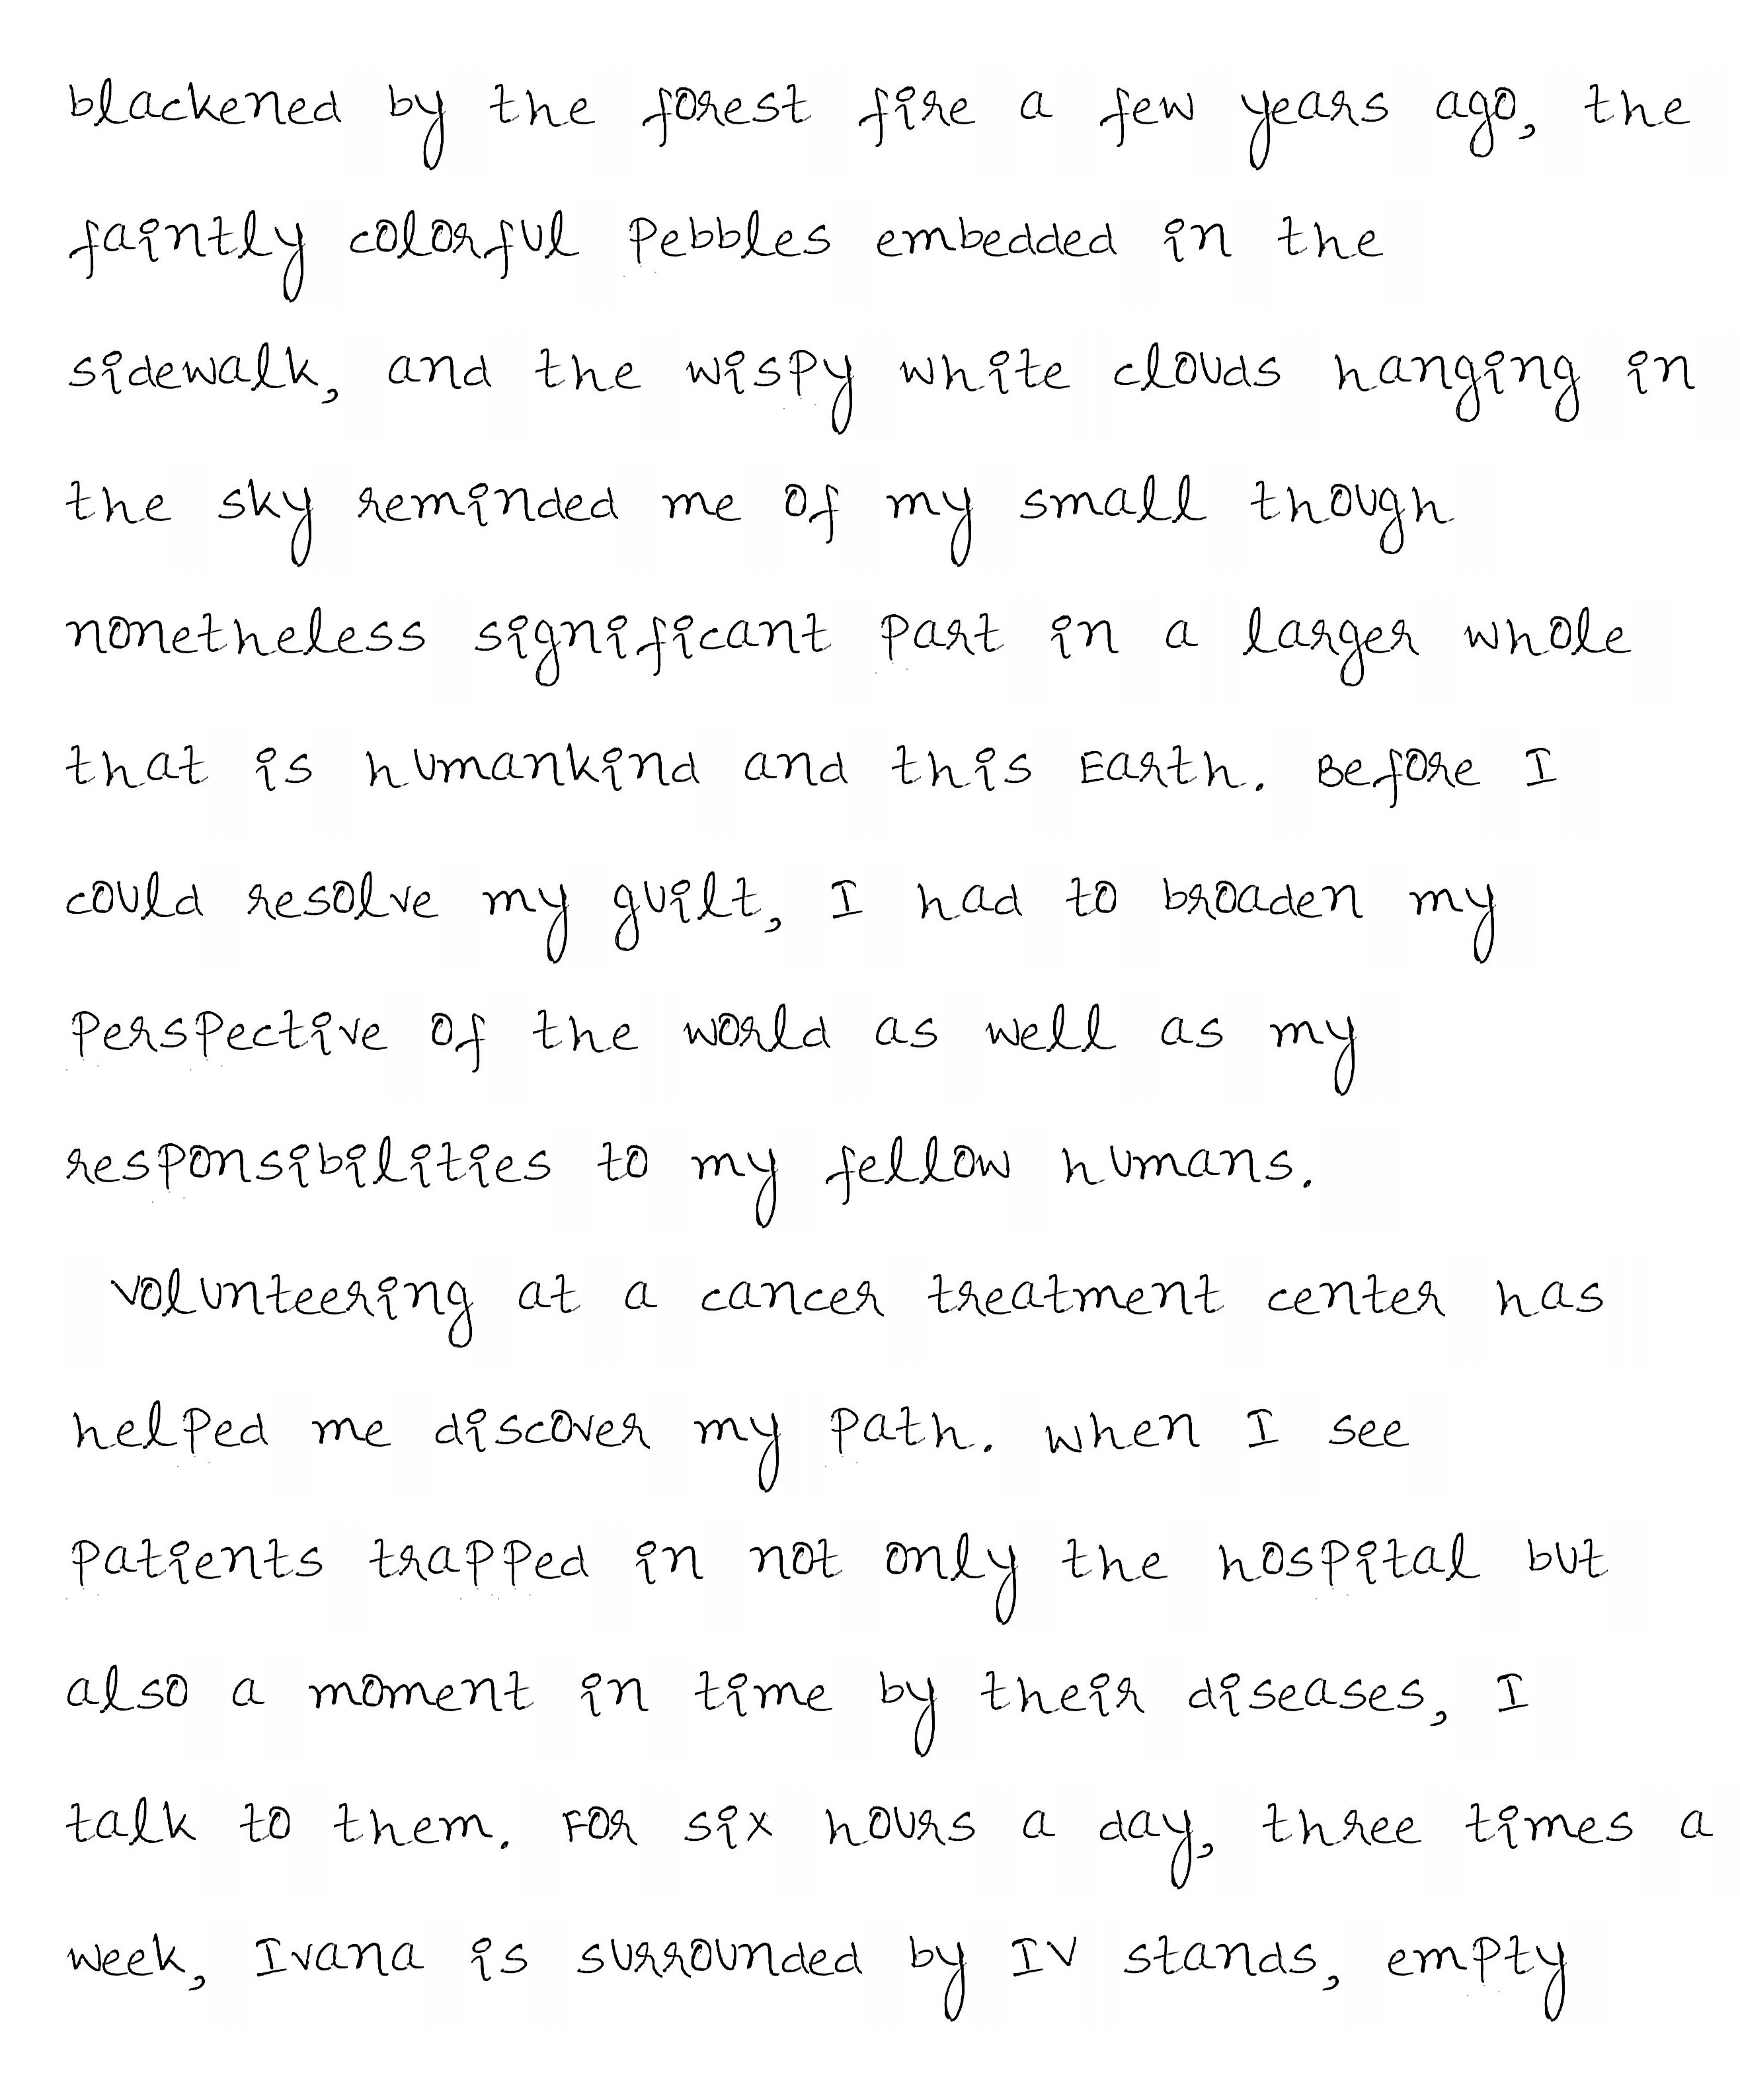 blackened by the forest fire a few years ago, the
faintly colorful pebbles embedded in the
sidewalk, and the wispy white clouds hanging in
the sky reminded me of my small though
nonetheless significant part in a larger whole
that is humankind and this Earth. Before I
could resolve my guilt, I had to broaden my
perspective of the world as well as my
responsibilities to my fellow humans.
Volunteering at a cancer treatment center has
helped me discover my path. When I see
patients trapped in not only the hospital but
also a moment in time by their diseases, I
talk to them. For six hours a day, three times a
week, Ivana is surrounded by IV stands, empty